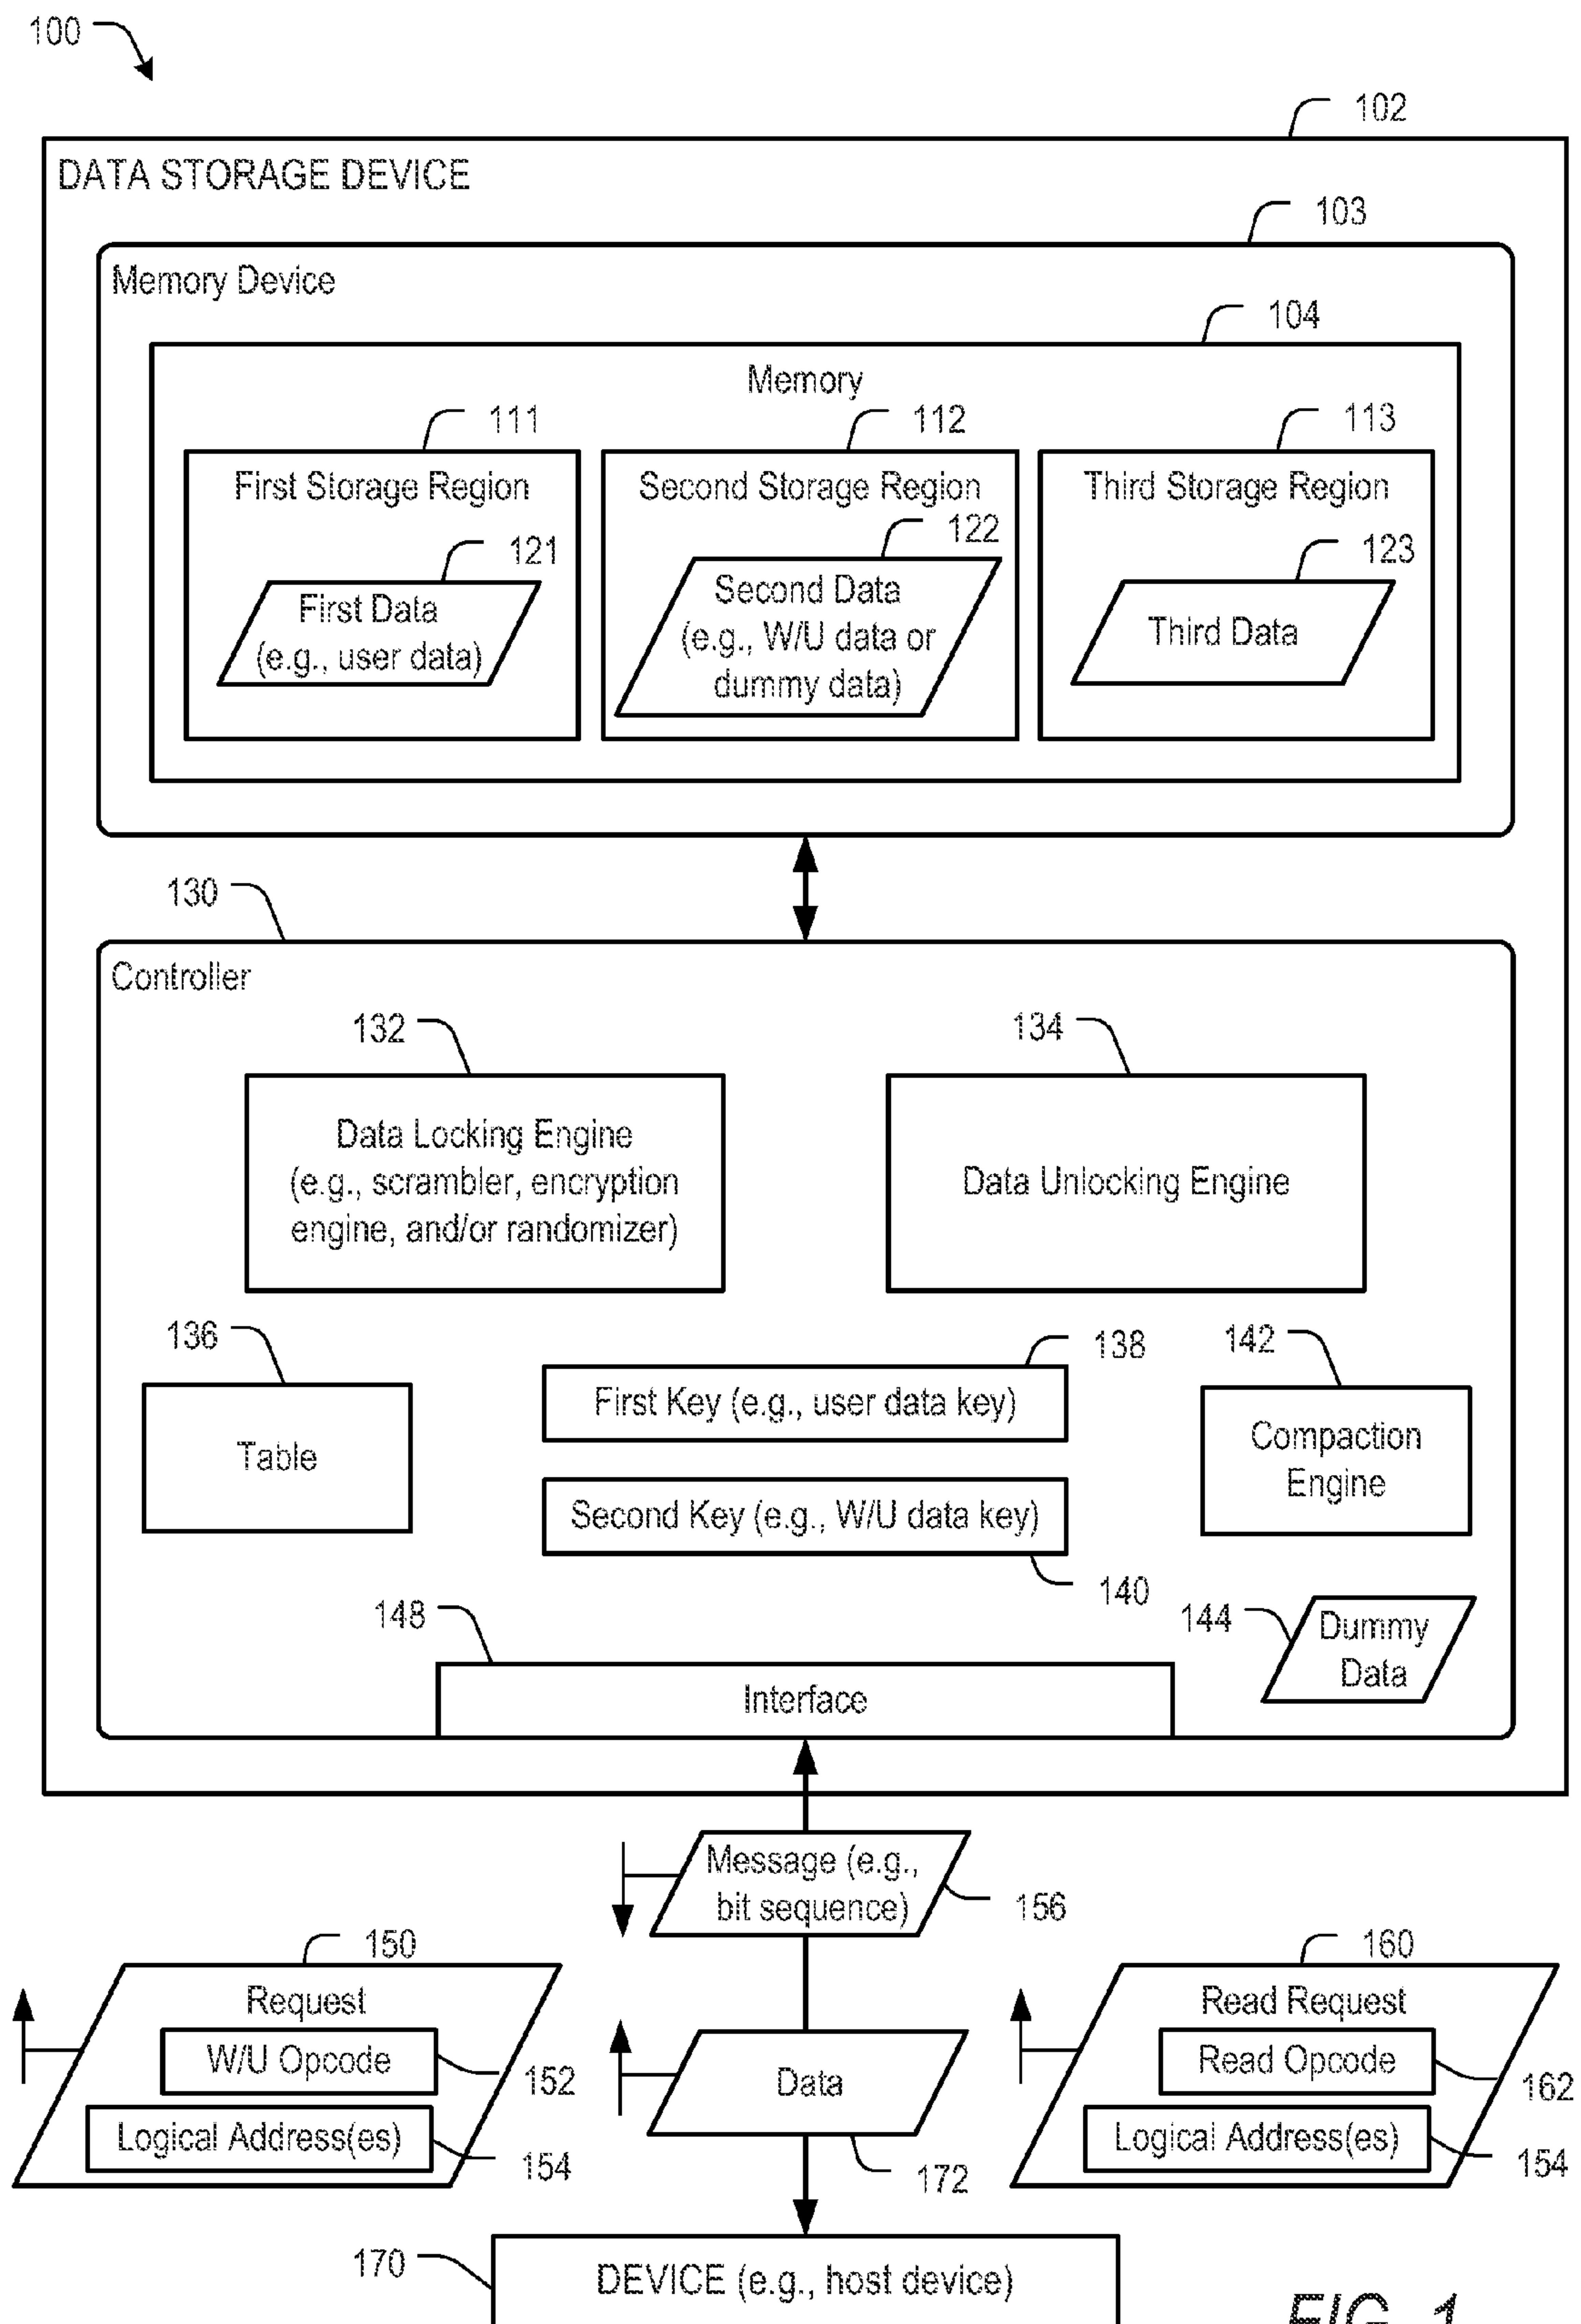 100
102
DATA STORAGE DEVICE
103
Memory Device
104
Memory
111
112
113
First Storage Region
Second Storage Region
Third Storage Region
121
122
123
First Data
(e.g., user data)
Second Data
(e.g., W/U data or
dummy data)
Third Data
130
Controller
132
134
Data Locking Engine
(e.g., scrambler, encryption
engine, and/or randomizer)
Data Unlocking Engine
136
138
142
Table
First Key (e.g., user data key)
Compaction
Engine
Second Key (e.g., W/U data key)
140
148
144
Dummy
Data
Interface
Message (e.g.,
bit sequence)
156
150
160
Request
W/U Opcode
152
Logical Address(es)
154
Data
172
Read Request
Read Opcode
162
Logical Address(es)
154
170
DEVICE (e.g., host device)
FIG. 1